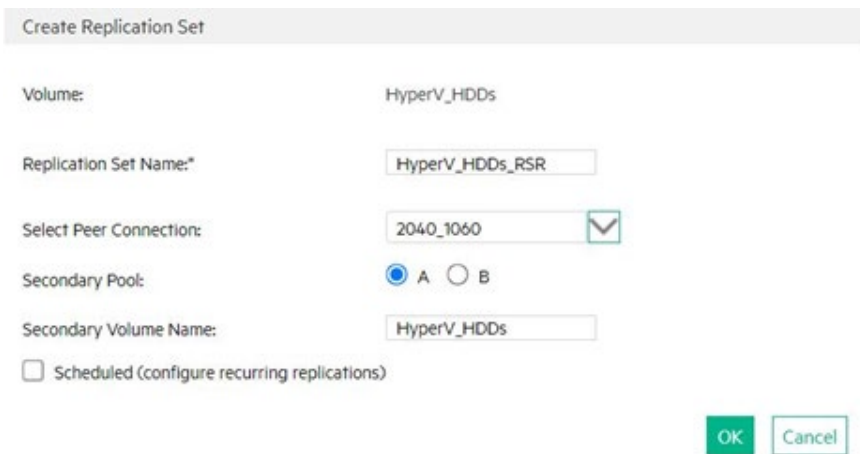 Create Replication Set
Volume: HyperV_HDDs
Replication Set Name:* HyperV_HDDs_RSR
Select Peer Connection: 2040_1060
Secondary Pool: A B
Secondary Volume Name: HyperV_HDDs
Scheduled (configure recurring replications)
OK Cancel